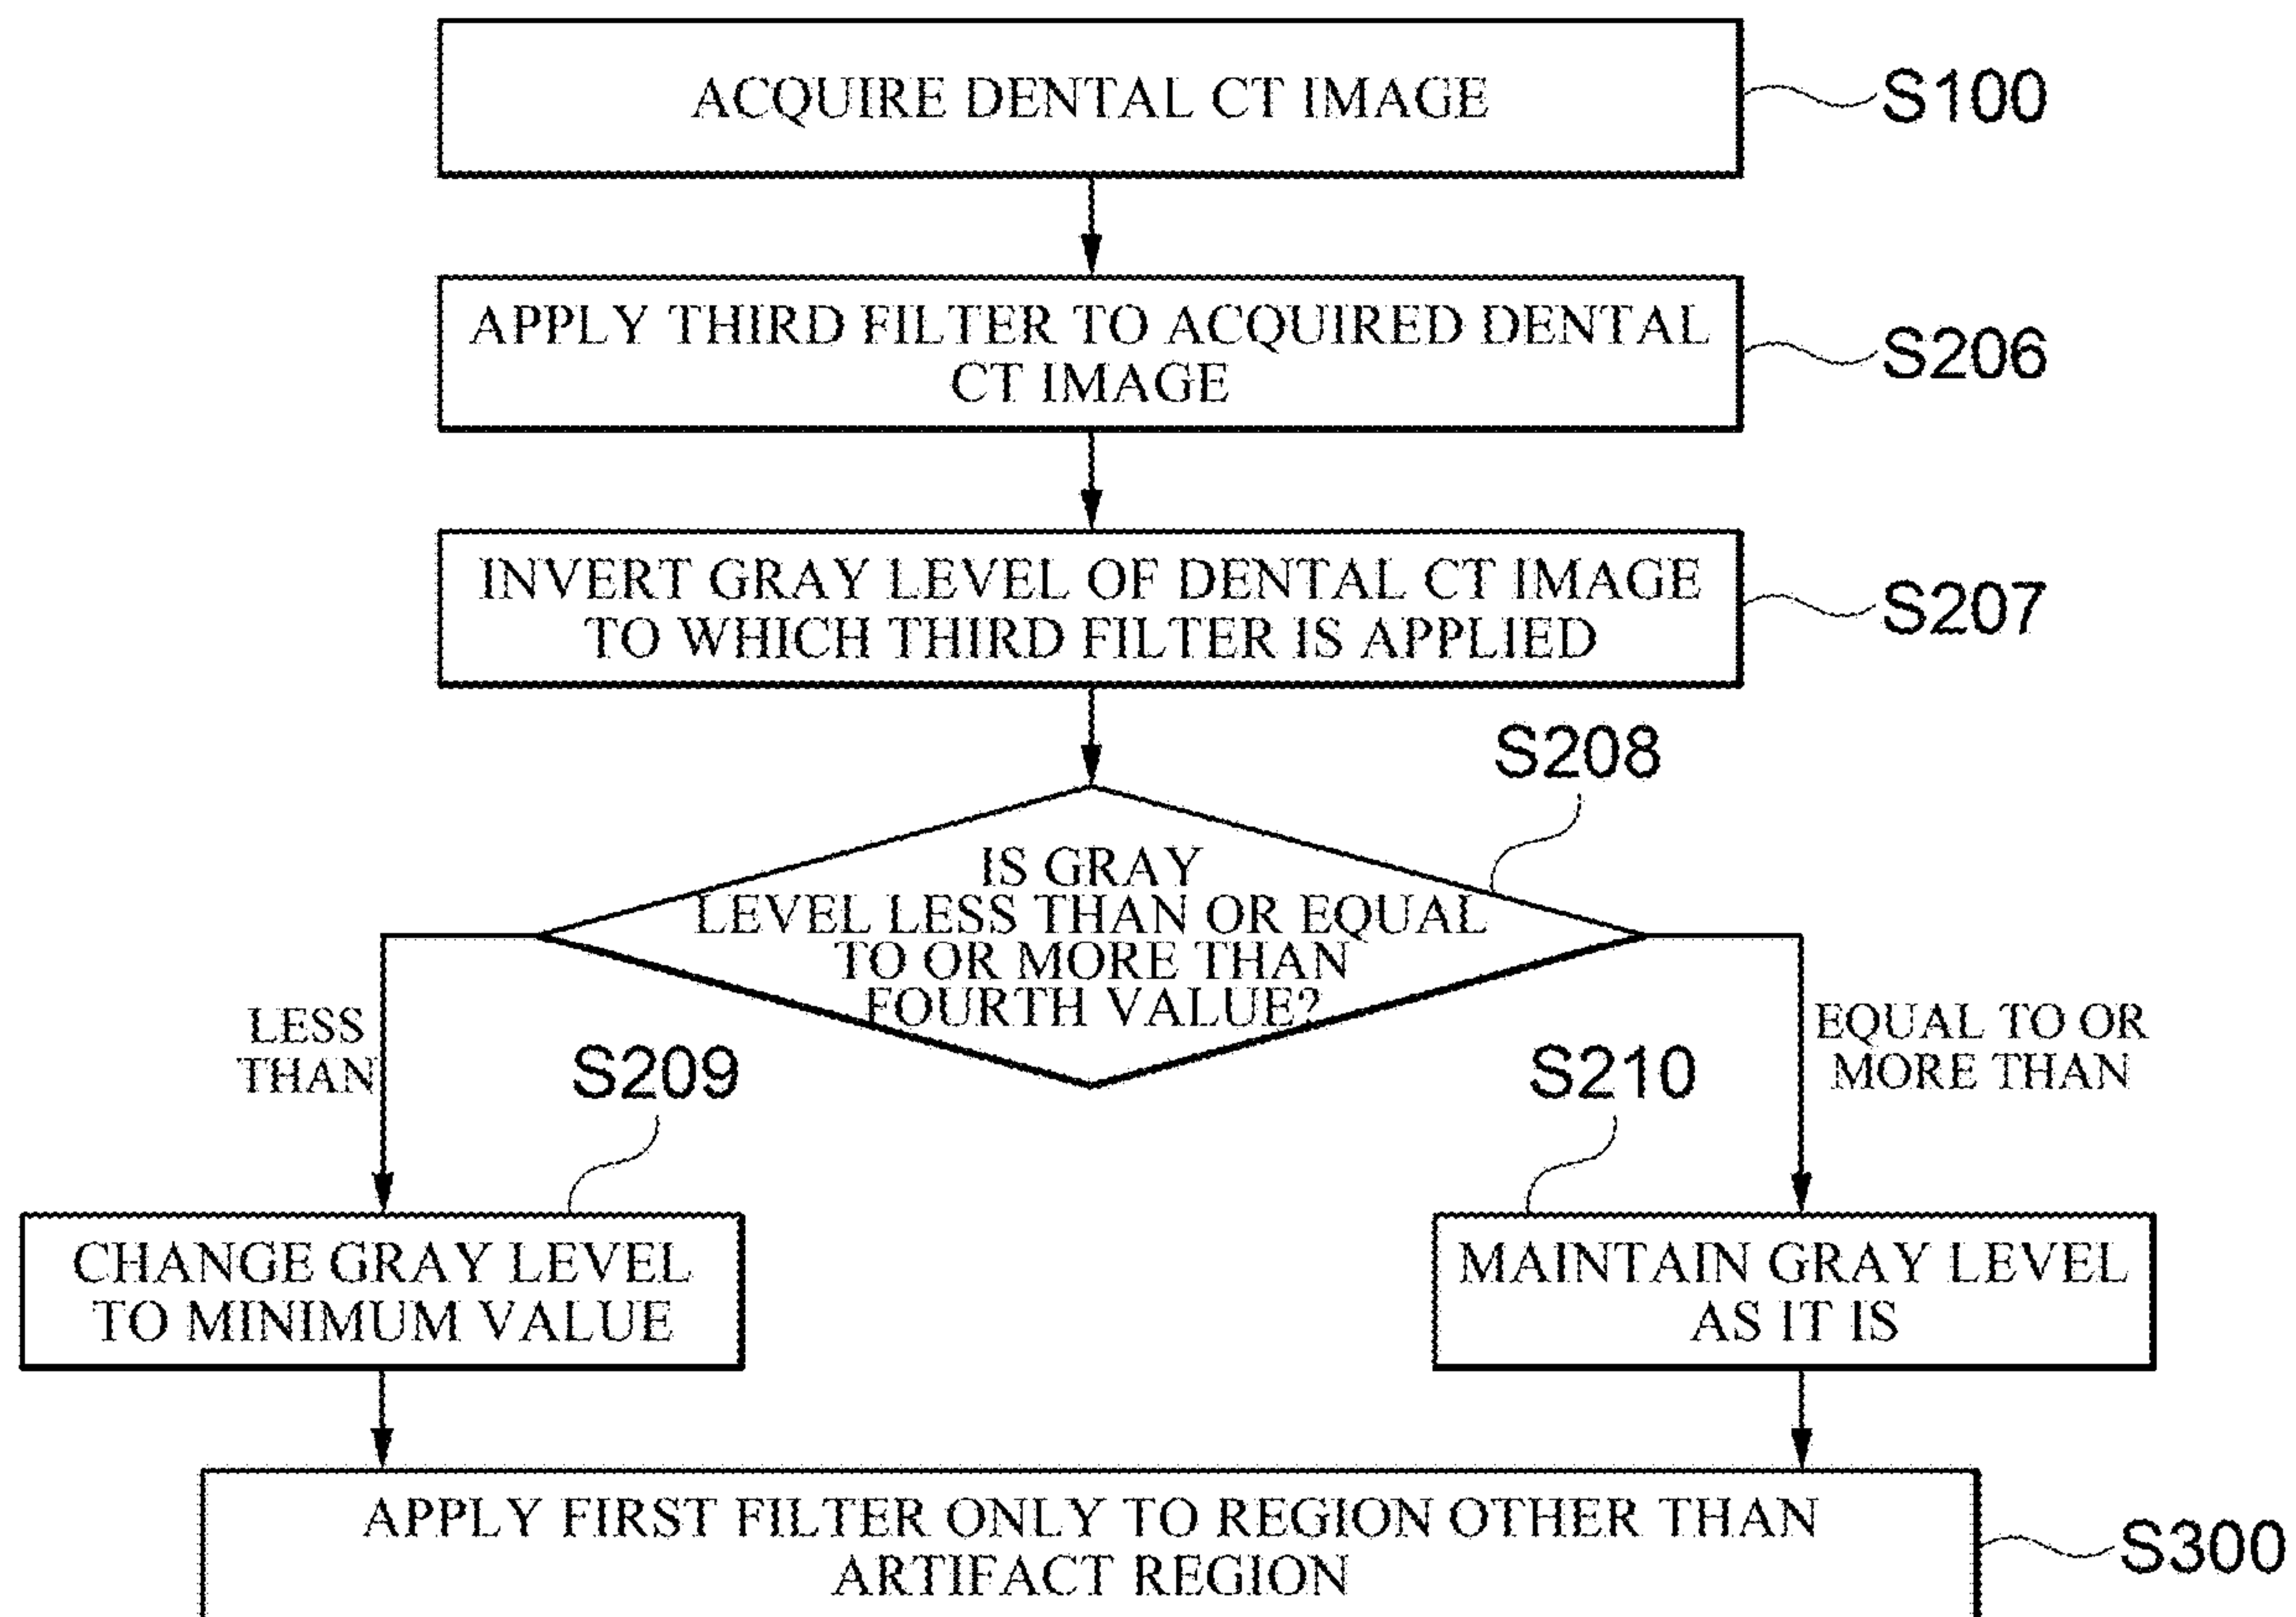 ACQUIRE DENTAL CT IMAGE
S100
APPLY THIRD FILTER TO ACQUIRED DENTAL
CT IMAGE
S206
INVERT GRAY LEVEL OF DENTAL CT IMAGE
TO WHICH THIRD FILTER IS APPLIED
S207
S208
IS GRAY
LEVEL LESS THAN OR EQUAL
TO OR MORE THAN
FOURTH VALUE?
LESS
THAN
EQUAL TO OR
MORE THAN
S209
S210
CHANGE GRAY LEVEL
TO MINIMUM VALUE
MAINTAIN GRAY LEVEL
AS IT IS
APPLY FIRST FILTER ONLY TO REGION OTHER THAN
ARTIFACT REGION
S300